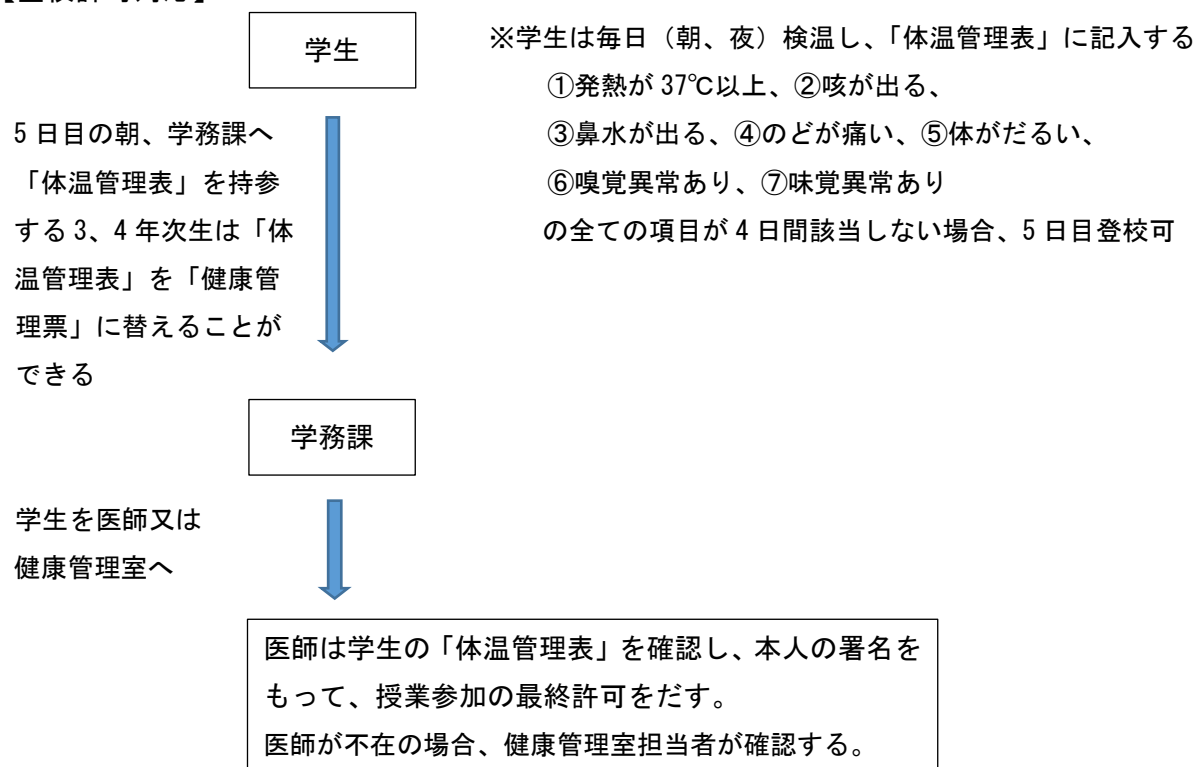 学生
※学生は毎日（朝、夜）検温し、「体温管理表」に記入する
①発熱が 37℃以上、②咳が出る、
③鼻水が出る、④のどが痛い、⑤体がだるい、
⑥嗅覚異常あり、⑦味覚異常あり
の全ての項目が 4 日間該当しない場合、5 日目登校可
5 日目の朝、学務課へ
「体温管理表」を持参
する 3、4 年次生は「体
温管理表」を「健康管
理票」に替えることが
できる
学務課
学生を医師又は
健康管理室へ
医師は学生の「体温管理表」を確認し、本人の署名を
もって、授業参加の最終許可をだす。
医師が不在の場合、健康管理室担当者が確認する。